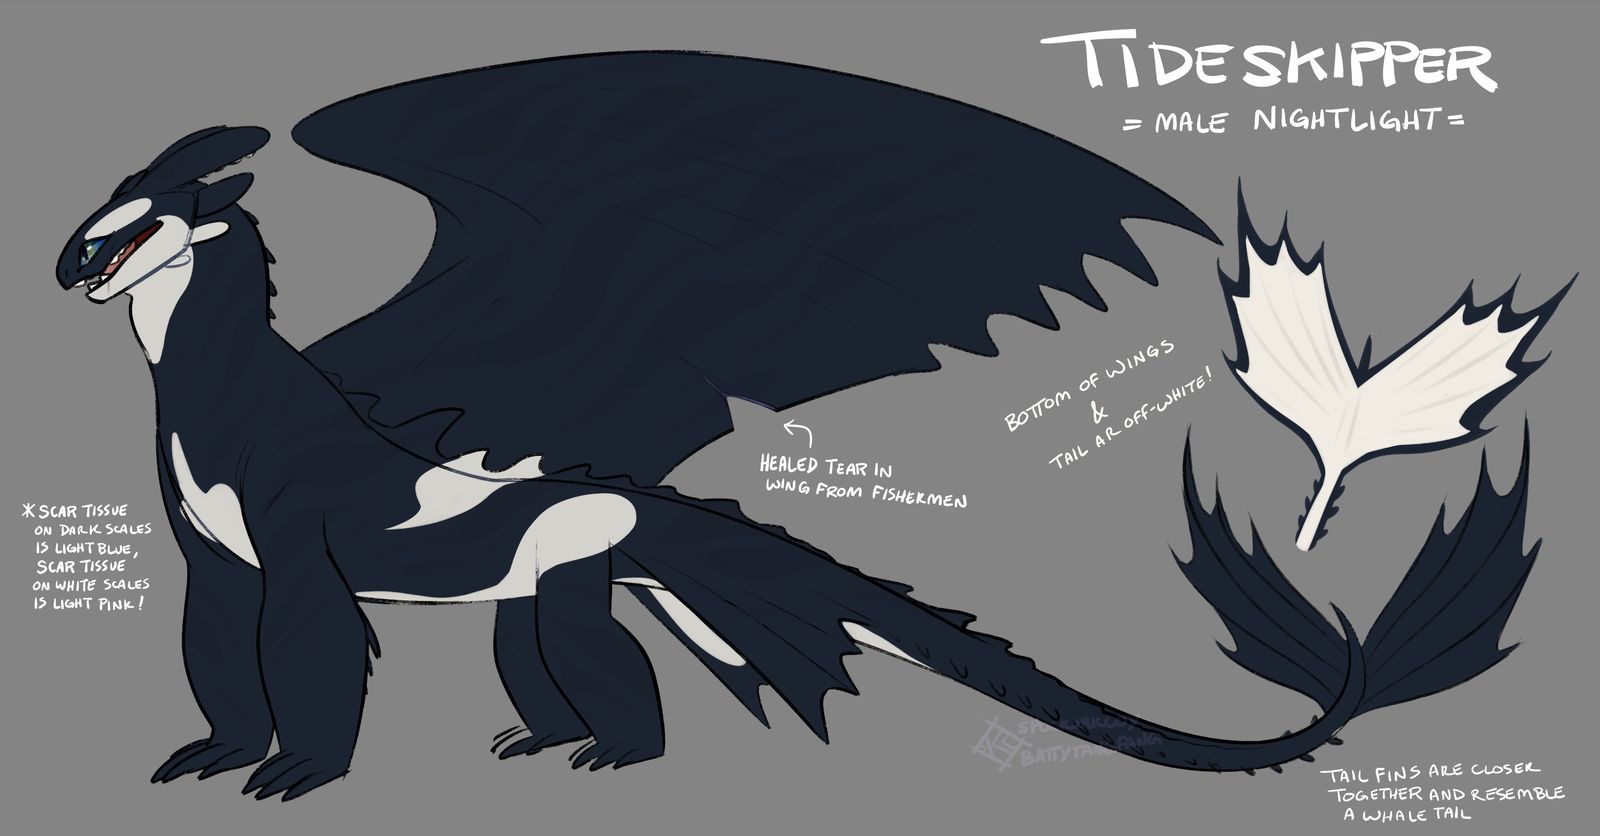 TIDESKIPPER
= MALE NIGHTLIGHT =
BOTTOM OF WINGS
&
TAIL AR OFF-WHITE!
HEALED TEAR IN
WING FROM FISHERMEN
* SCAR TISSUE
ON DARK SCALES
IS LIGHT BLUE,
SCAR TISSUE
ON WHITE SCALES
IS LIGHT PINK!
TAIL FINS ARE CLOSER
TOGETHER AND RESEMBLE
A WHALE TAIL